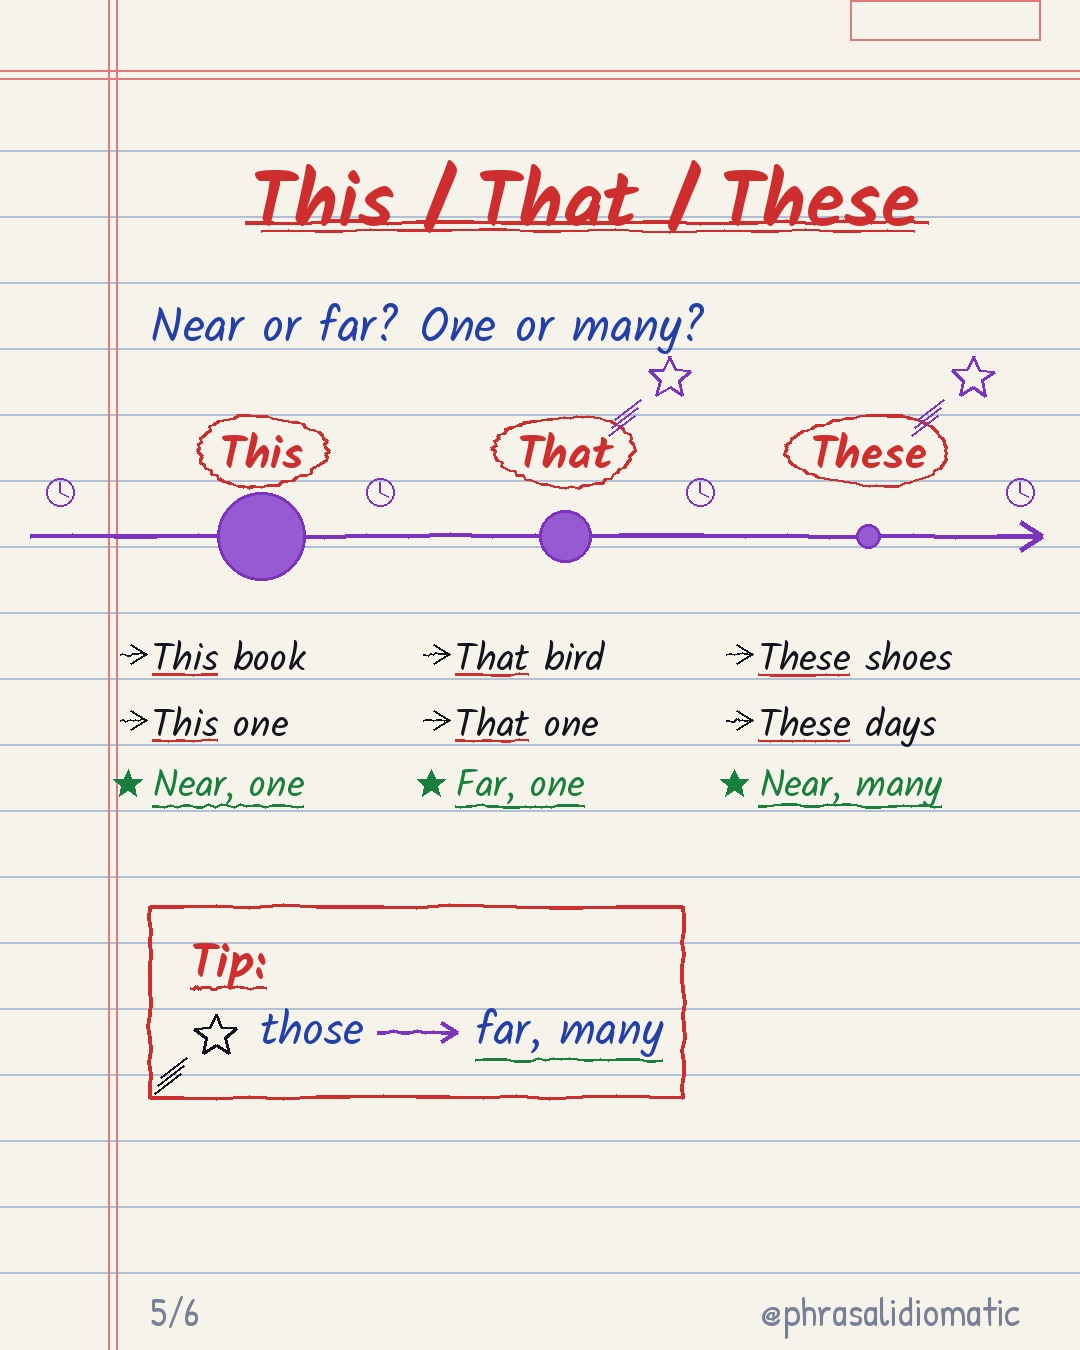 This / That / These
Near or far? One or many?
This
That
These
This book
That bird
These shoes
This one
That one
These days
Near, one
Far, one
Near, many
Tip:
those → far, many
5/6
@phrasalidiomatic